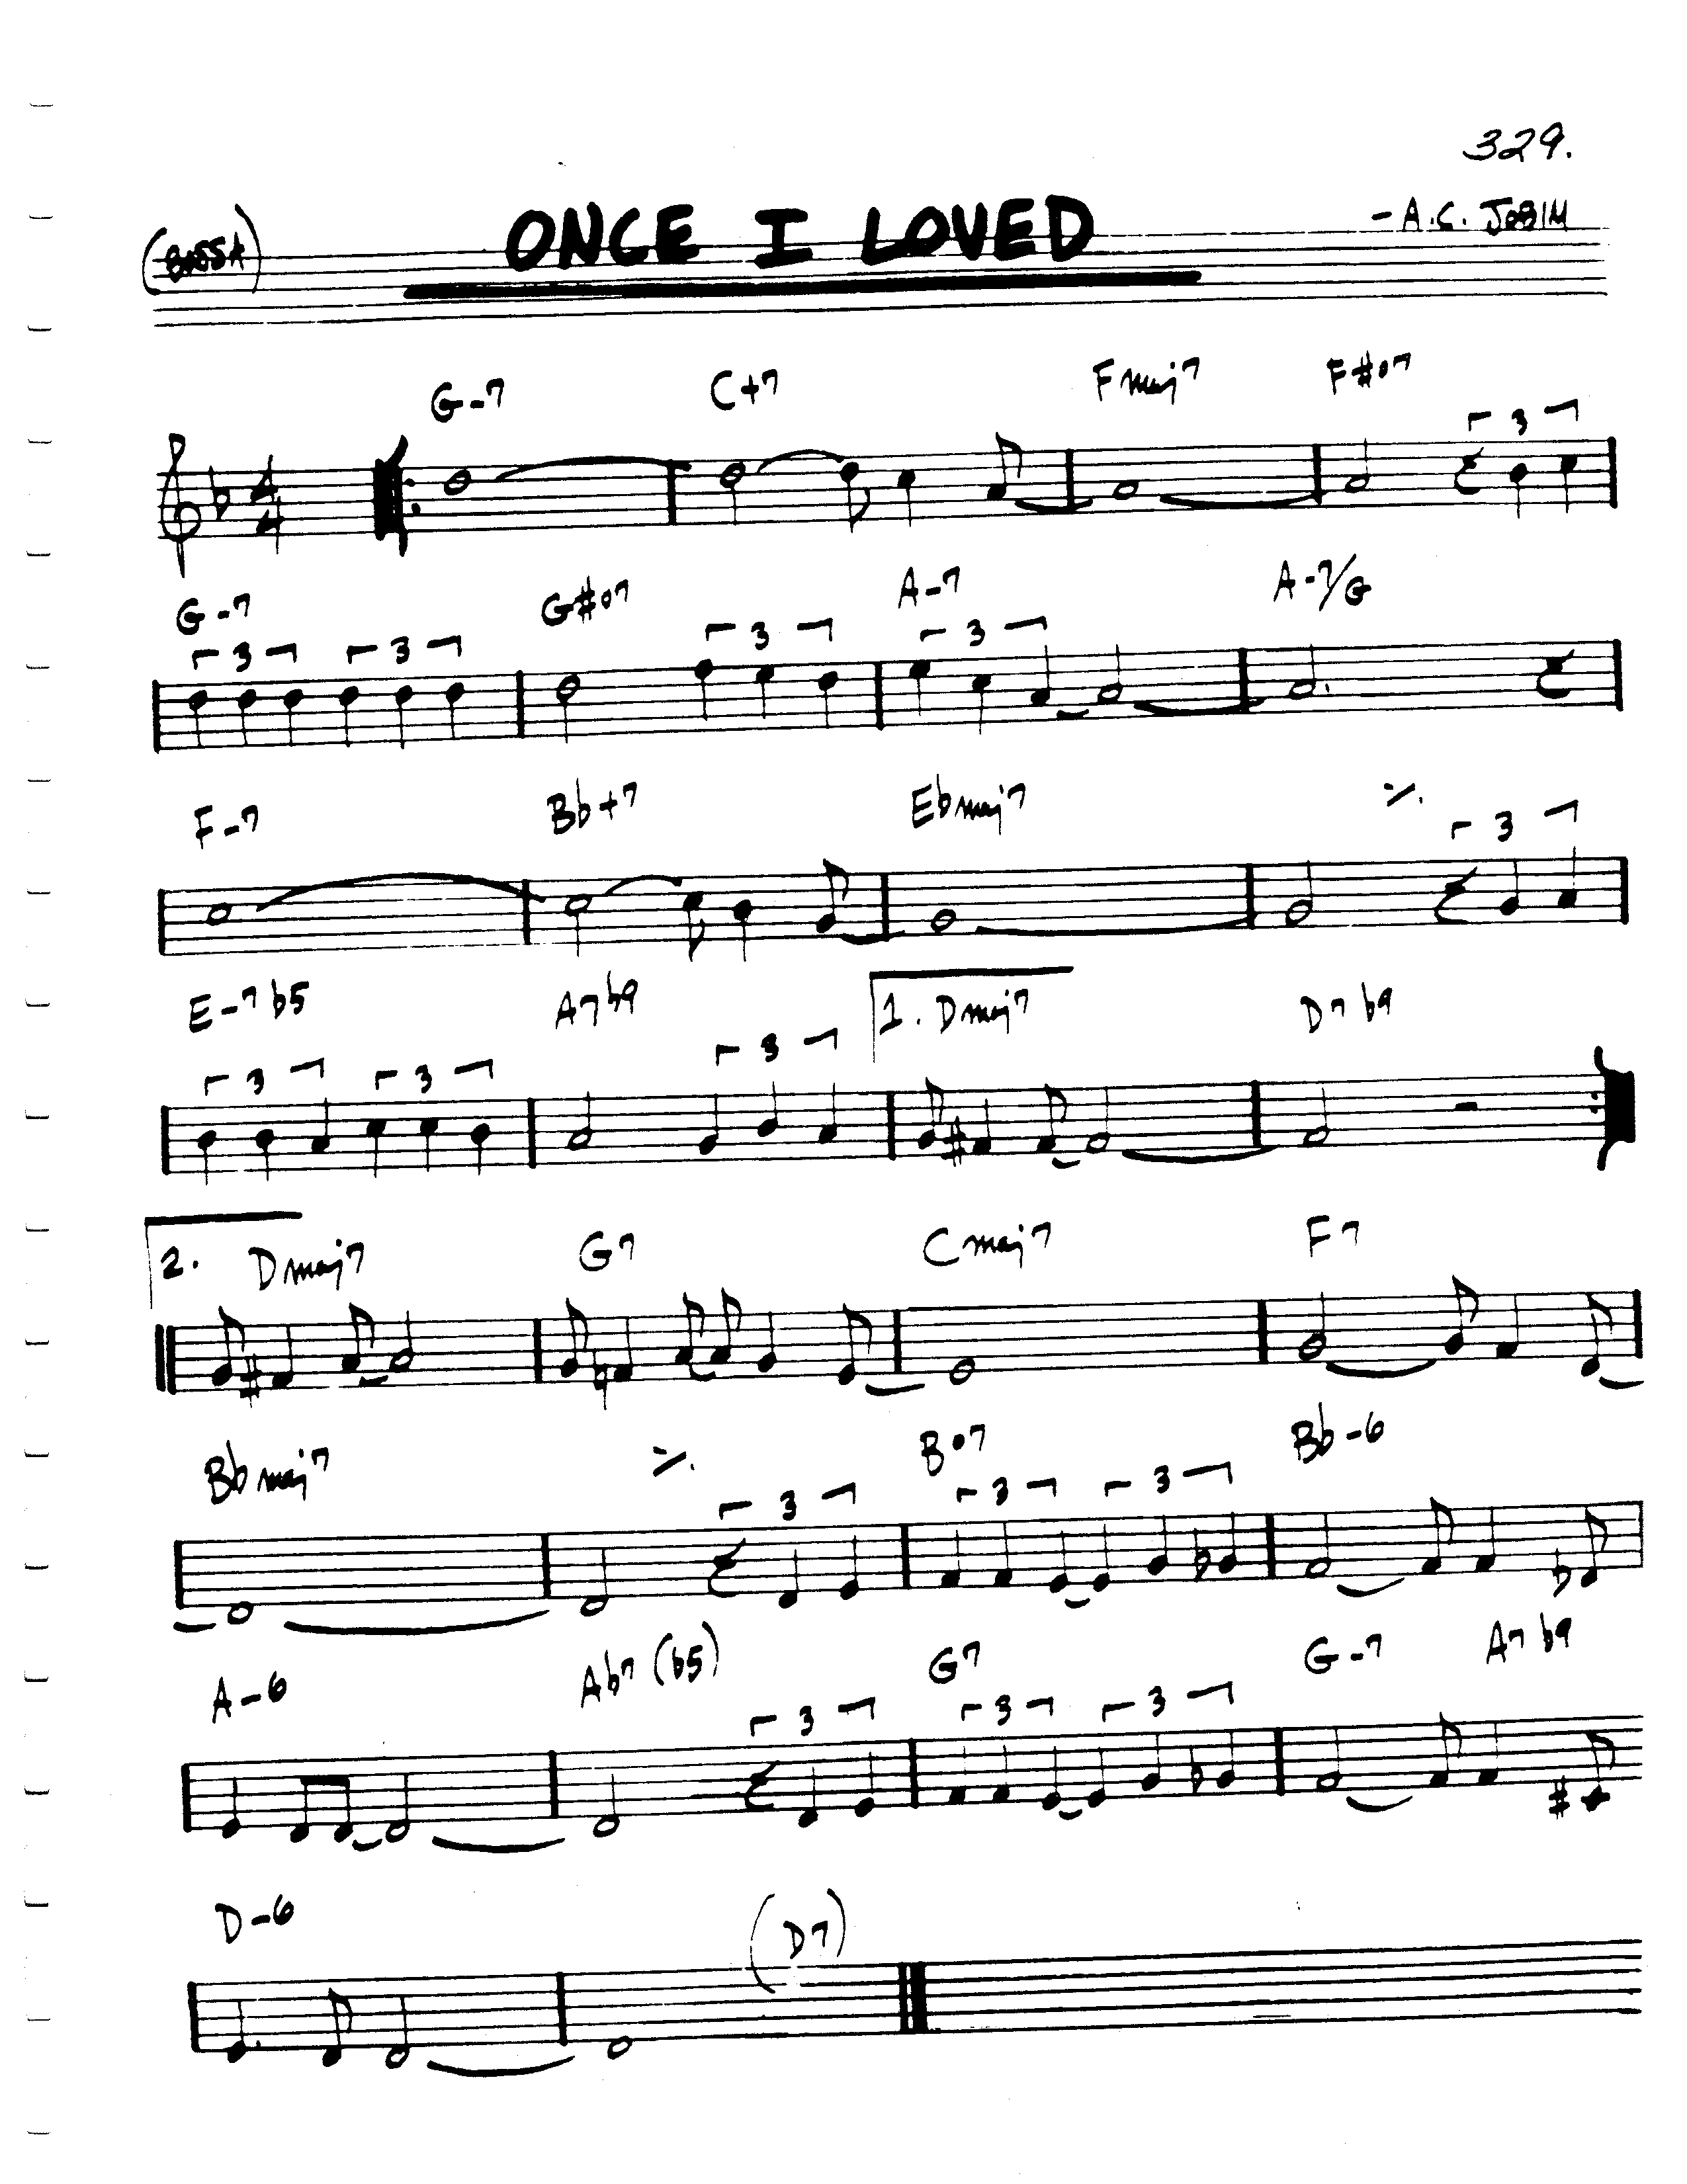 329.
(BOSSA) ONCE I LOVED - A.C. JOBIM
G-7 C+7 Fmaj7 F#o7
4 4 3
G-7 G#o7 A-7 A-7/G
3 3 3 3
F-7 Bb+7 Ebmaj7 ٪
3
E-7b5 A7b9 1. Dmaj7 D7b9
3 3 3
2. Dmaj7 G7 Cmaj7 F7
Bbmaj7 ٪ Bo7 Bb-6
3 3 3
A-6 Ab7(b5) G7 G-7 A7b9
3 3 3
D-6 (D7)